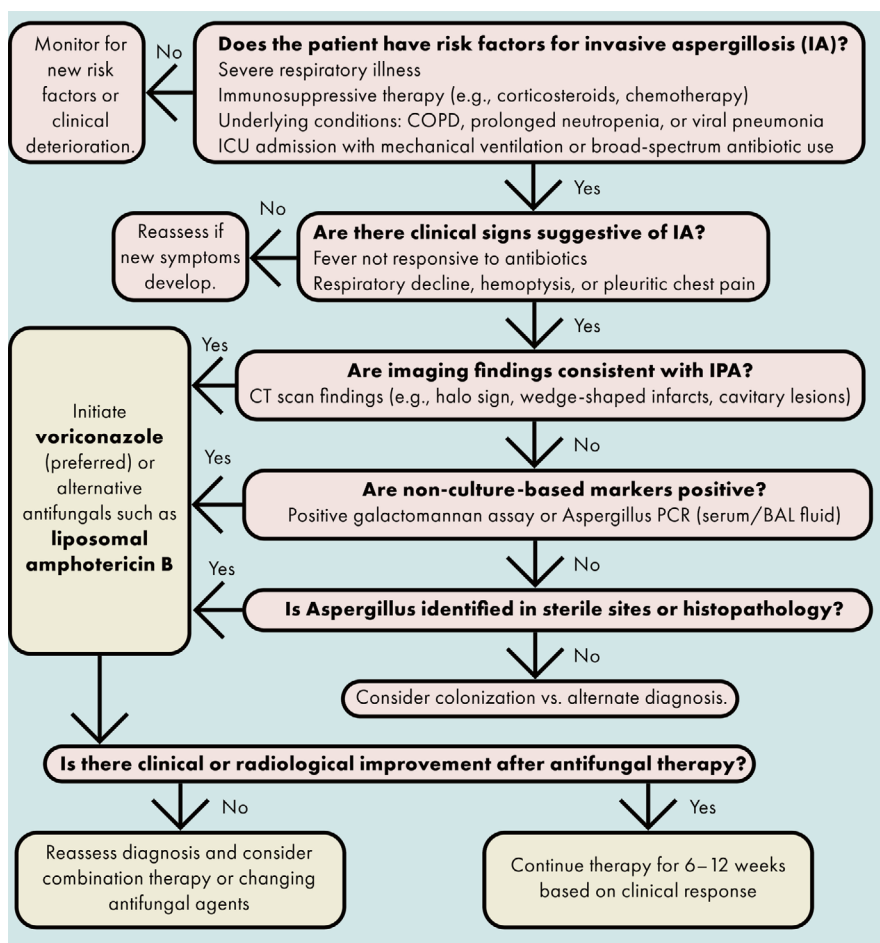 Does the patient have risk factors for invasive aspergillosis (IA)?
Severe respiratory illness
Immunosuppressive therapy (e.g., corticosteroids, chemotherapy)
Underlying conditions: COPD, prolonged neutropenia, or viral pneumonia
ICU admission with mechanical ventilation or broad-spectrum antibiotic use
No
Monitor for
new risk
factors or
clinical
deterioration.
Yes
Are there clinical signs suggestive of IA?
Fever not responsive to antibiotics
Respiratory decline, hemoptysis, or pleuritic chest pain
No
Reassess if
new symptoms
develop.
Yes
Are imaging findings consistent with IPA?
CT scan findings (e.g., halo sign, wedge-shaped infarcts, cavitary lesions)
Yes
No
Are non-culture-based markers positive?
Positive galactomannan assay or Aspergillus PCR (serum/BAL fluid)
Yes
No
Is Aspergillus identified in sterile sites or histopathology?
Yes
No
Consider colonization vs. alternate diagnosis.
Initiate
voriconazole
(preferred) or
alternative
antifungals such as
liposomal
amphotericin B
Is there clinical or radiological improvement after antifungal therapy?
No
Reassess diagnosis and consider
combination therapy or changing
antifungal agents
Yes
Continue therapy for 6–12 weeks
based on clinical response